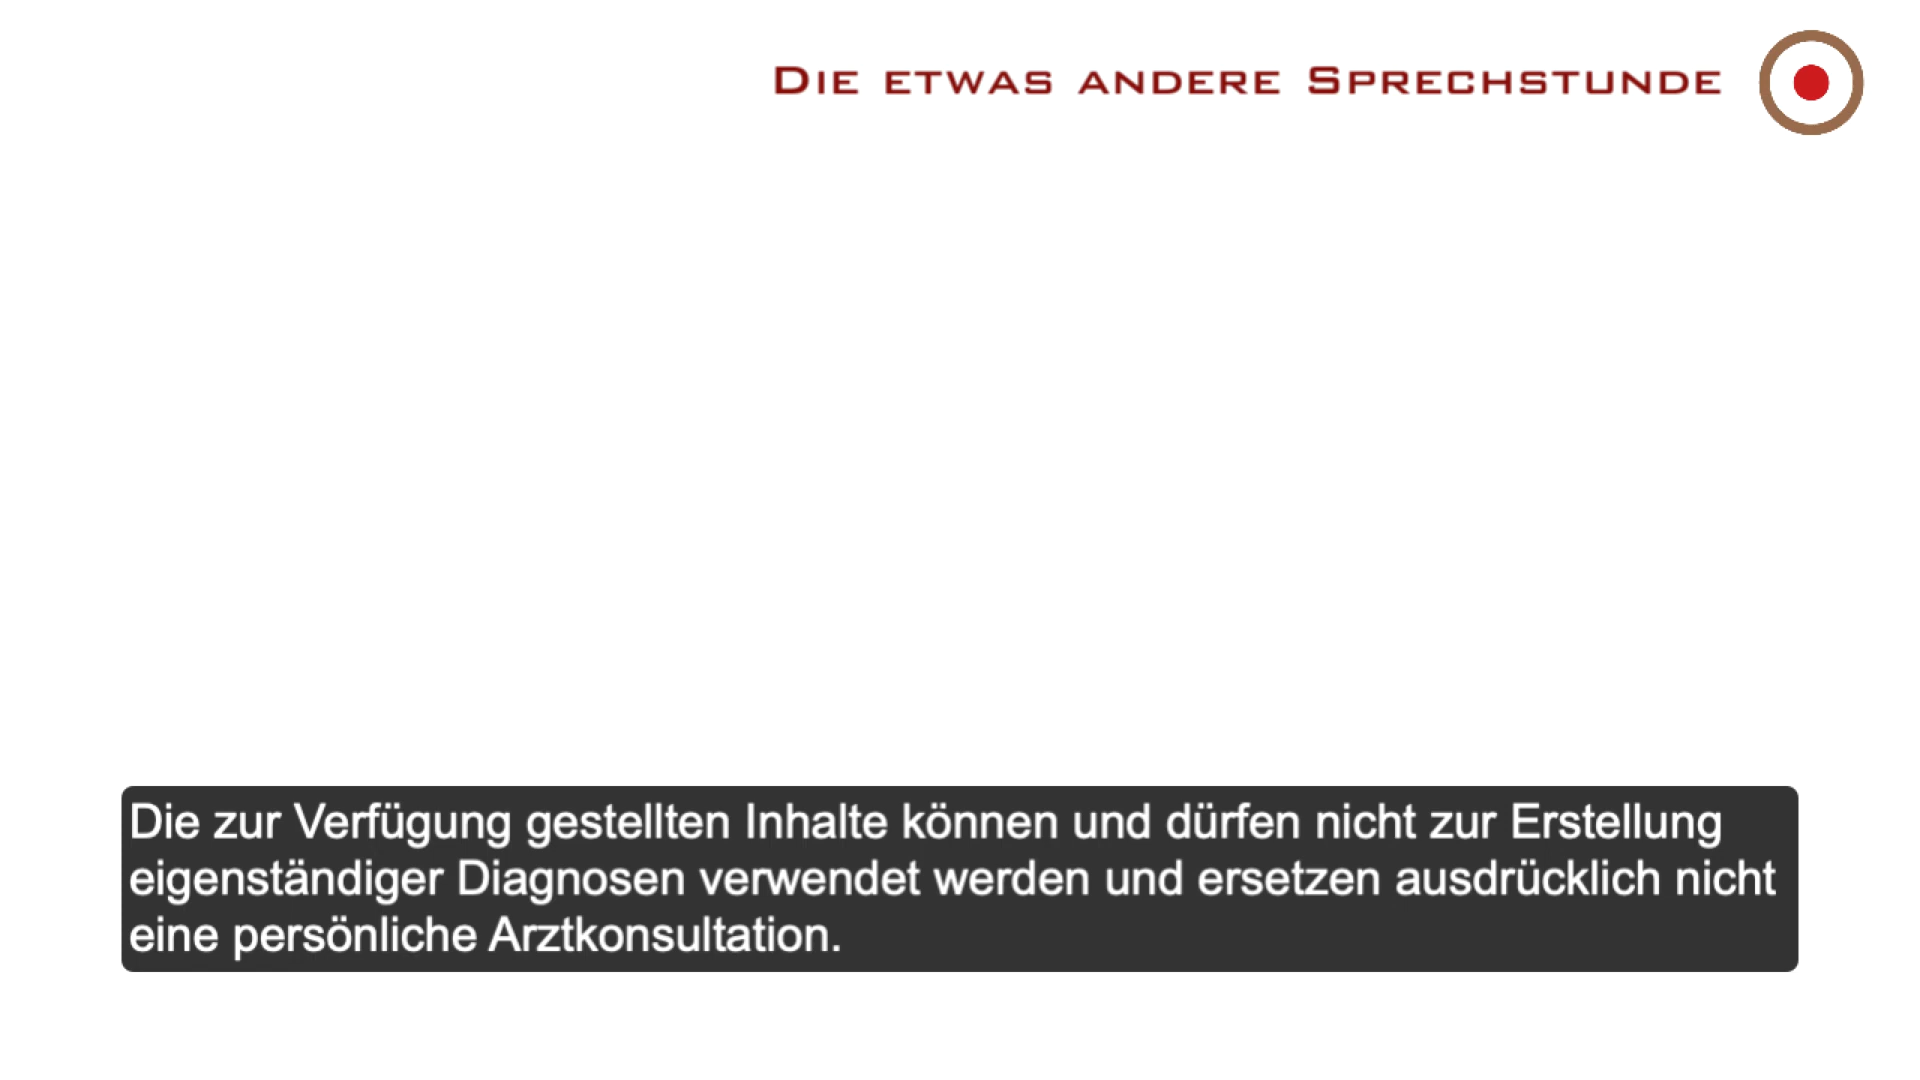 Die etwas andere Sprechstunde
Die zur Verfügung gestellten Inhalte können und dürfen nicht zur Erstellung
eigenständiger Diagnosen verwendet werden und ersetzen ausdrücklich nicht
eine persönliche Arztkonsultation.